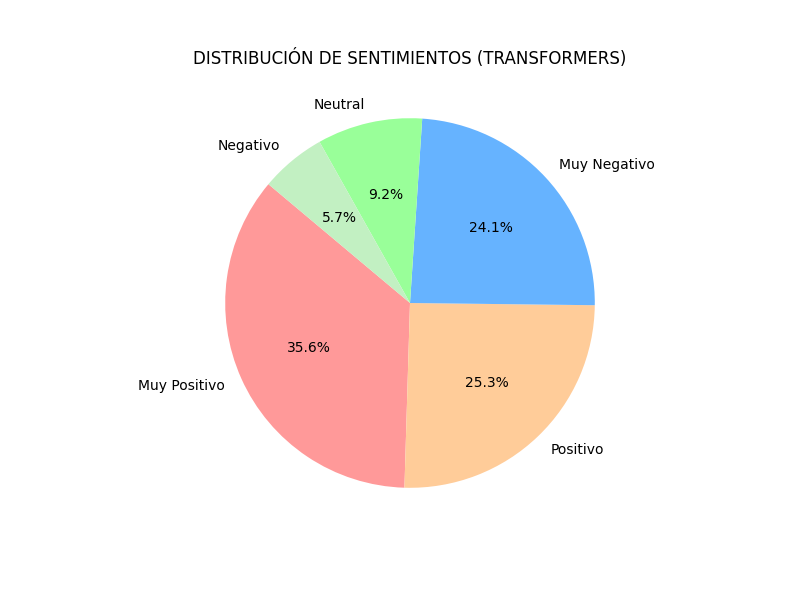 DISTRIBUCIÓN DE SENTIMIENTOS (TRANSFORMERS)
Neutral
Negativo
Muy Negativo
9.2%
5.7%
24.1%
35.6%
25.3%
Muy Positivo
Positivo